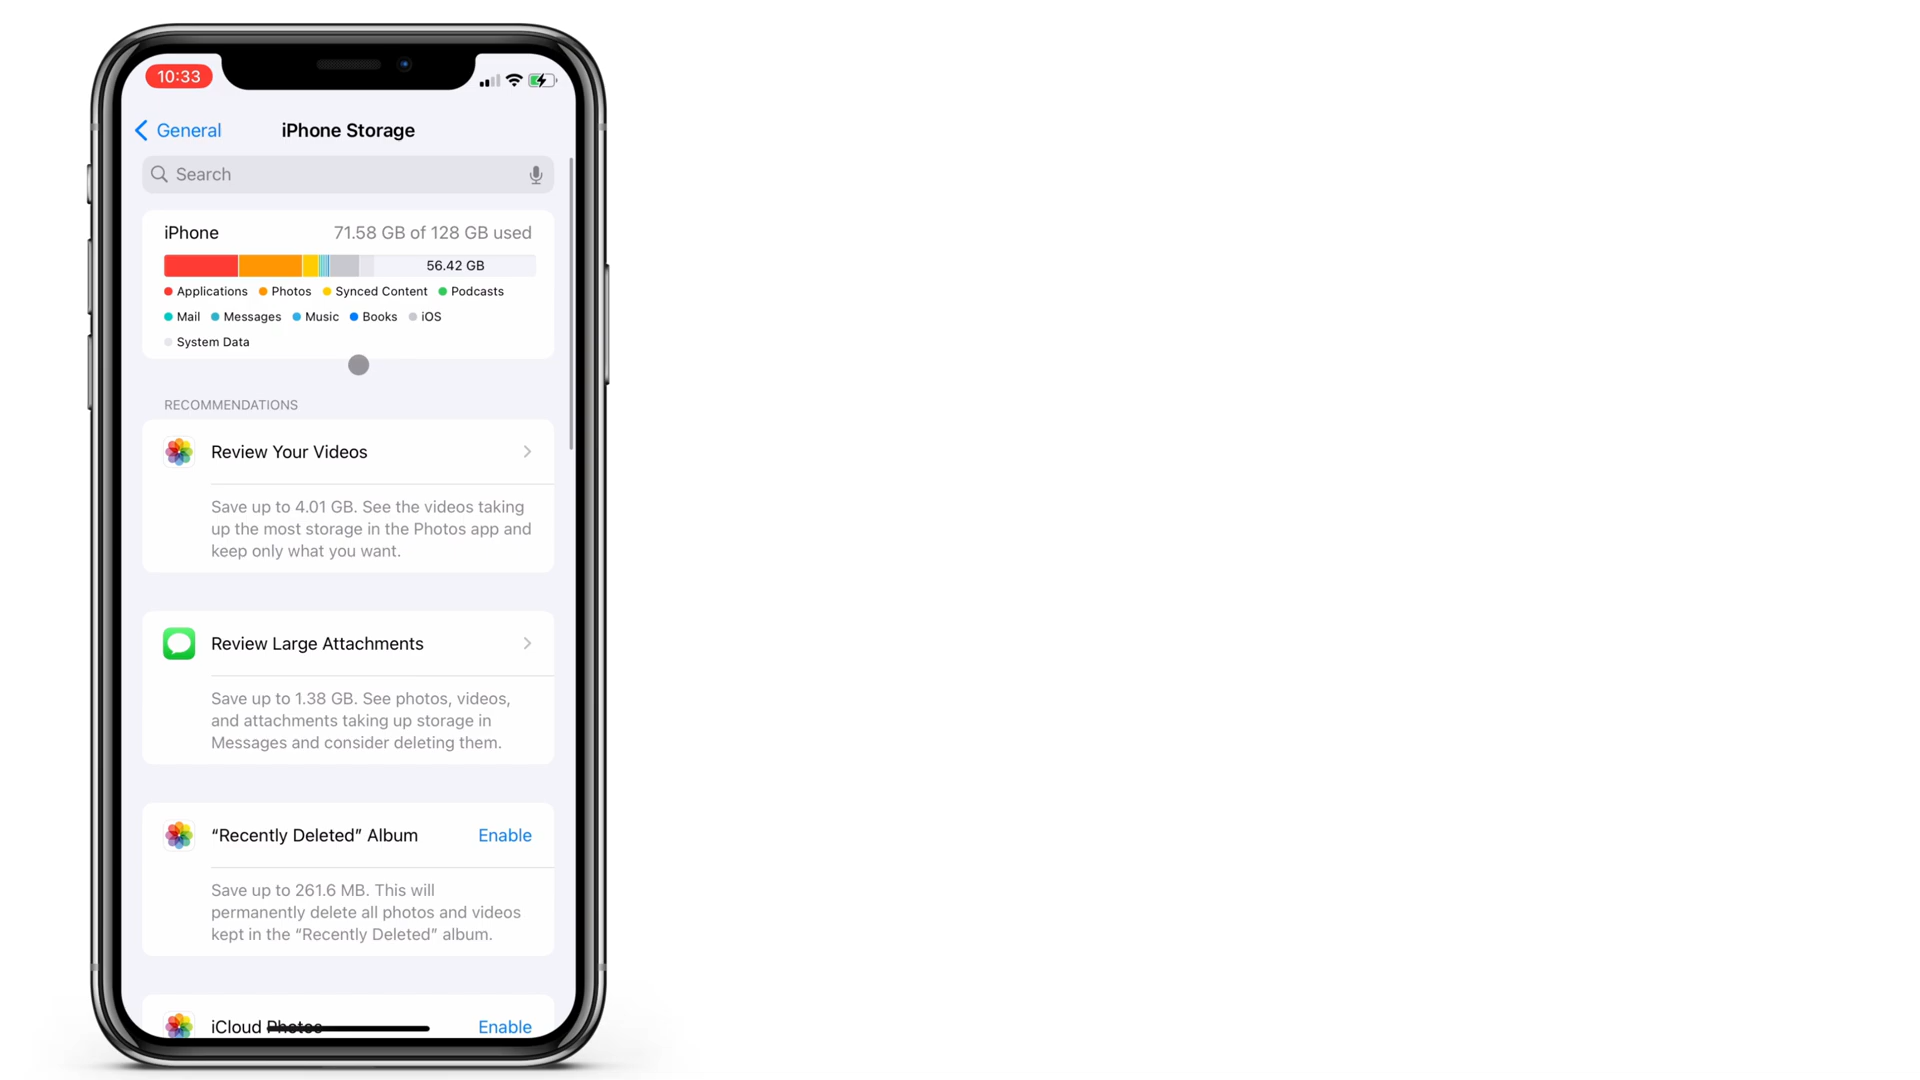 10:33
General
iPhone Storage
Search
iPhone
71.58 GB of 128 GB used
56.42 GB
Applications Photos Synced Content Podcasts
Mail Messages Music Books iOS
System Data
RECOMMENDATIONS
Review Your Videos
Save up to 4.01 GB. See the videos taking
up the most storage in the Photos app and
keep only what you want.
Review Large Attachments
Save up to 1.38 GB. See photos, videos,
and attachments taking up storage in
Messages and consider deleting them.
“Recently Deleted” Album
Enable
Save up to 261.6 MB. This will
permanently delete all photos and videos
kept in the “Recently Deleted” album.
iCloud Photos
Enable